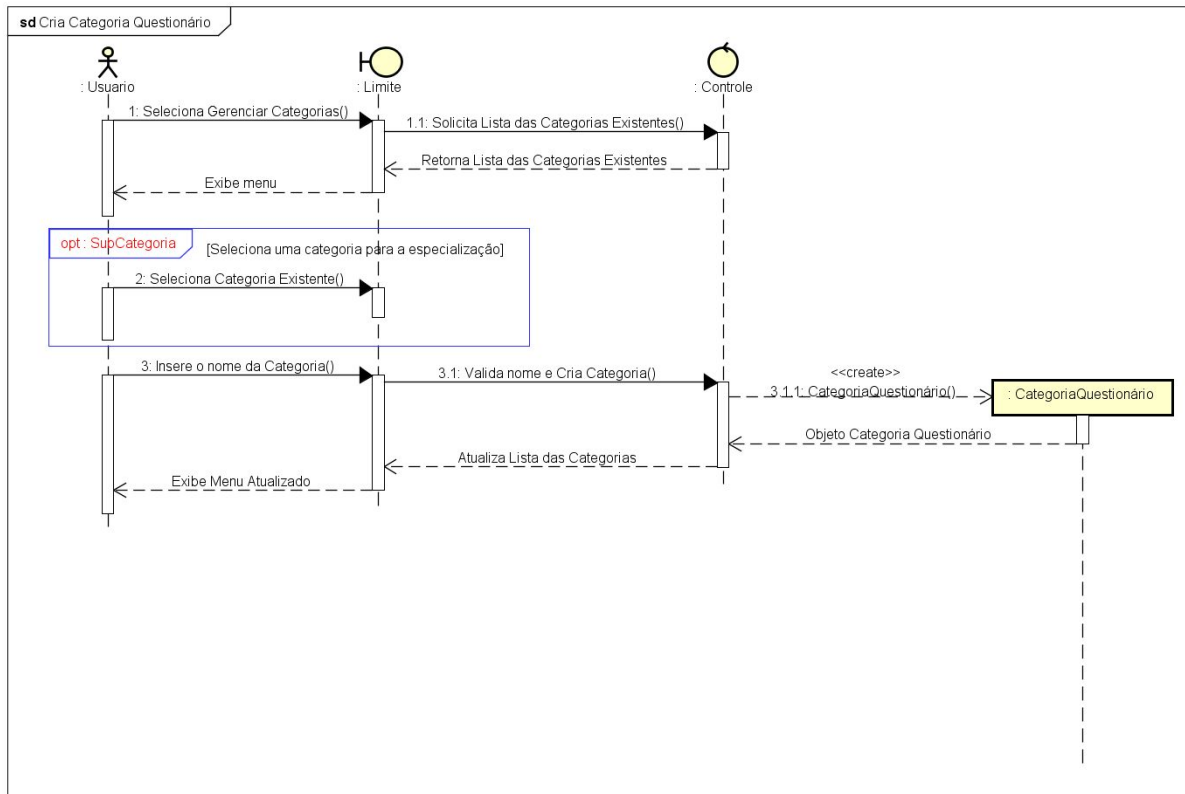 sd Cria Categoria Questionário
: Usuario
: Limite
: Controle
1: Seleciona Gerenciar Categorias()
1.1: Solicita Lista das Categorias Existentes()
Retorna Lista das Categorias Existentes
Exibe menu
opt : SubCategoria
[Seleciona uma categoria para a especialização]
2: Seleciona Categoria Existente()
3: Insere o nome da Categoria()
3.1: Valida nome e Cria Categoria()
<<create>>
3.1.1: CategoriaQuestionário()
: CategoriaQuestionário
Objeto Categoria Questionário
Atualiza Lista das Categorias
Exibe Menu Atualizado